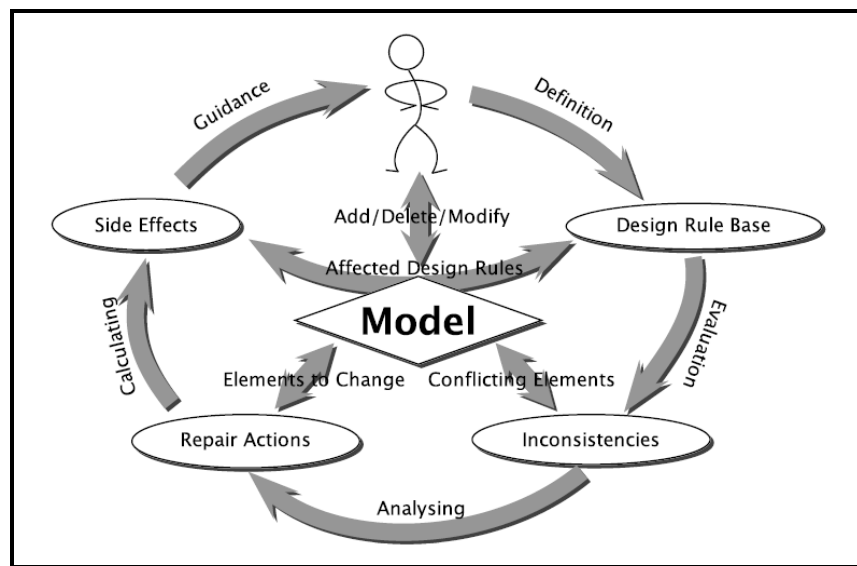 Guidance
Definition
Side Effects
Add/Delete/Modify
Design Rule Base
Affected Design Rules
Model
Calculating
Evaluation
Elements to Change
Conflicting Elements
Repair Actions
Inconsistencies
Analysing